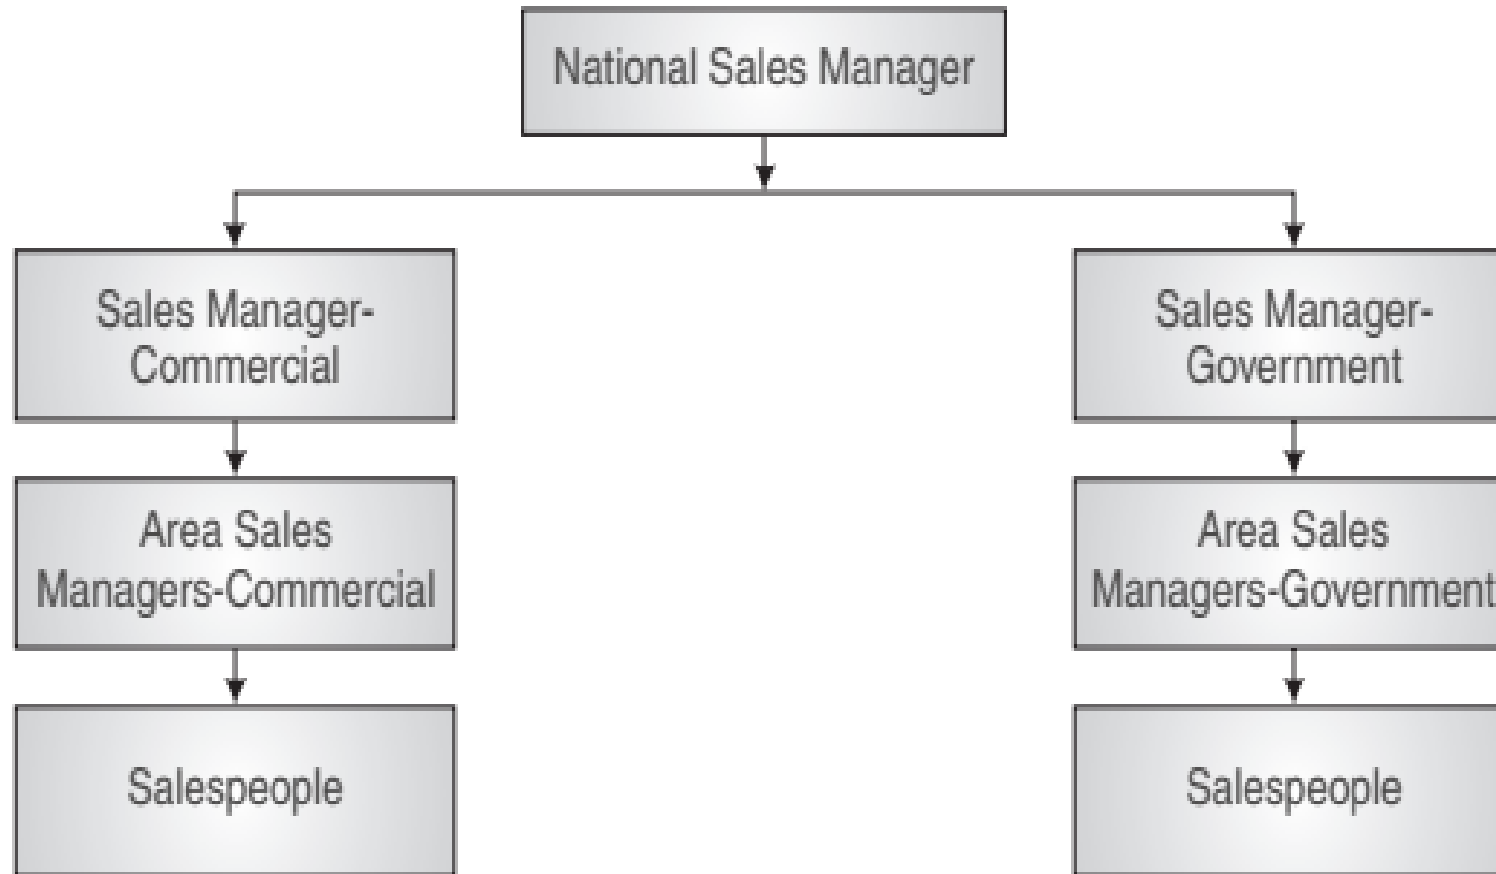 National Sales Manager
Sales Manager-
Commercial
Sales Manager-
Government
Area Sales
Managers-Commercial
Area Sales
Managers-Government
Salespeople
Salespeople